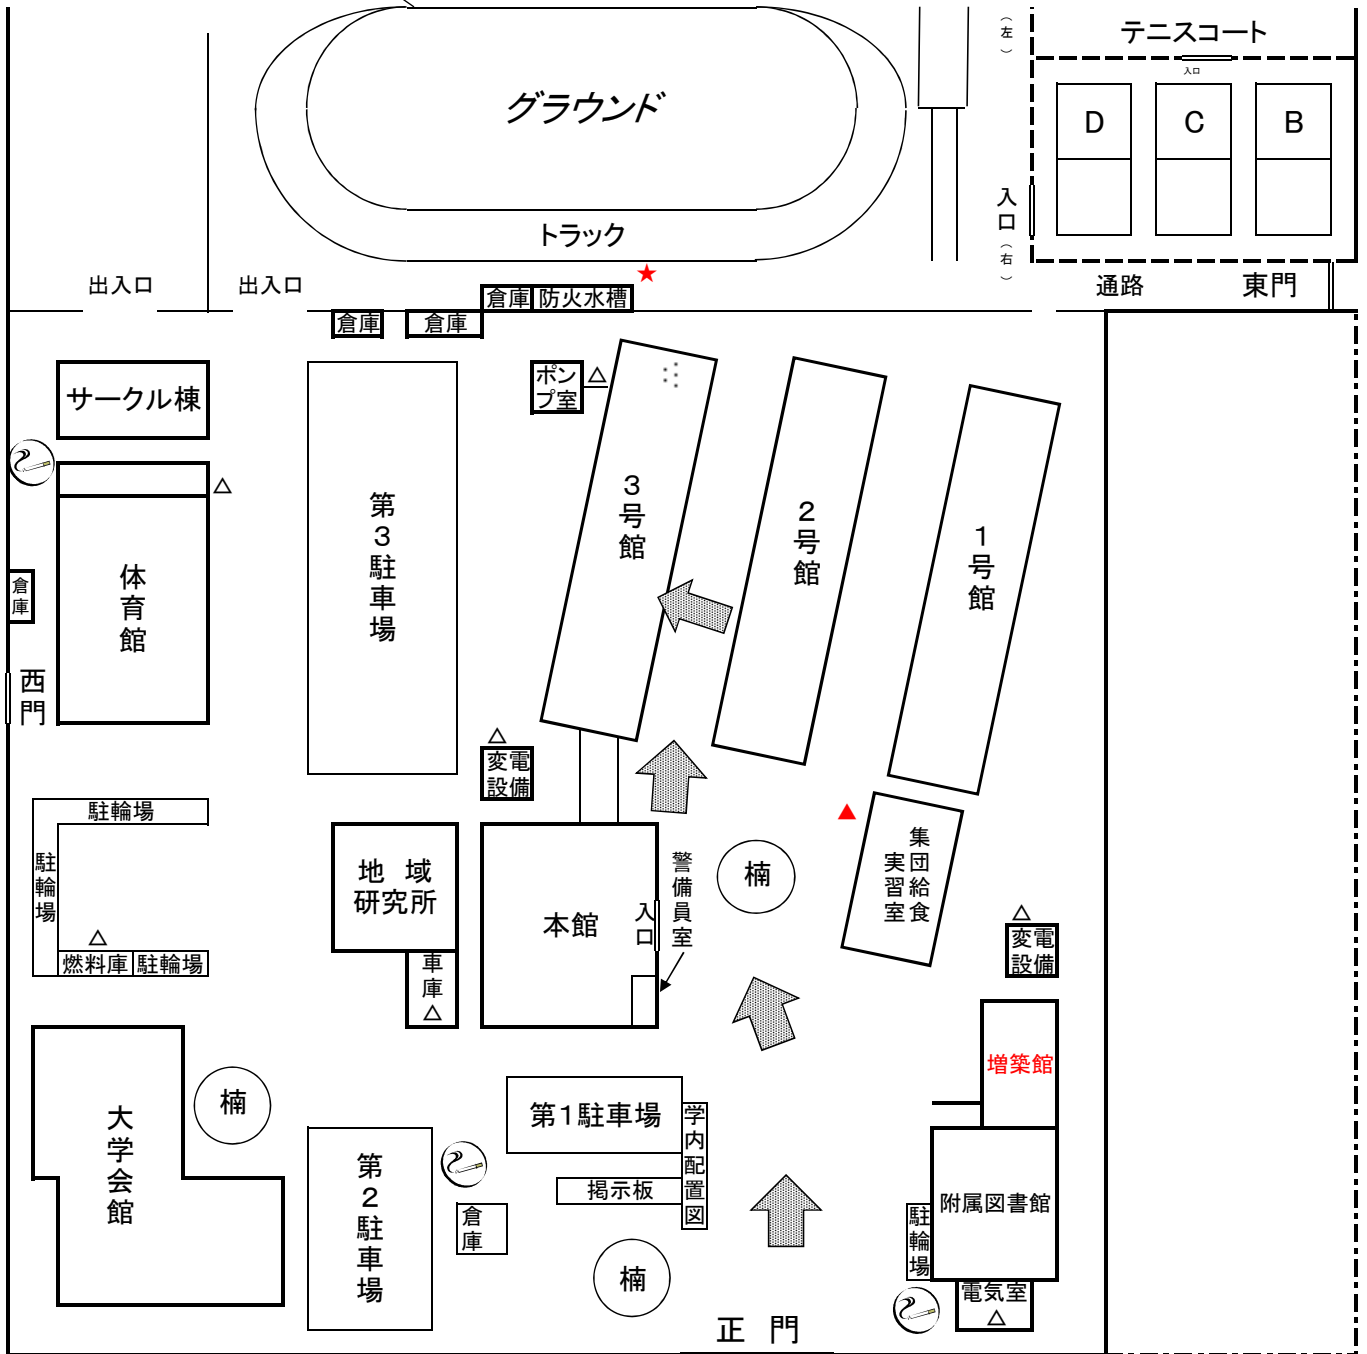 （左）
テニスコート
入口
グラウンド
D
C
B
トラック
入口
（右）
出入口
出入口
★
通路
東門
倉庫
防火水槽
倉庫
倉庫
サークル棟
ポン
プ室
△
△
第3駐車場
3号館
2号館
1号館
体育館
倉庫
西門
△
変電
設備
駐輪場
駐輪場
地域
研究所
本館
入口
警備員室
楠
▲
集団給食
実習室
△
変電
設備
△
燃料庫
駐輪場
車庫
△
増築館
大学会館
楠
第1駐車場
学内配置図
掲示板
第2駐車場
倉庫
楠
附属図書館
駐輪場
電気室
△
正門